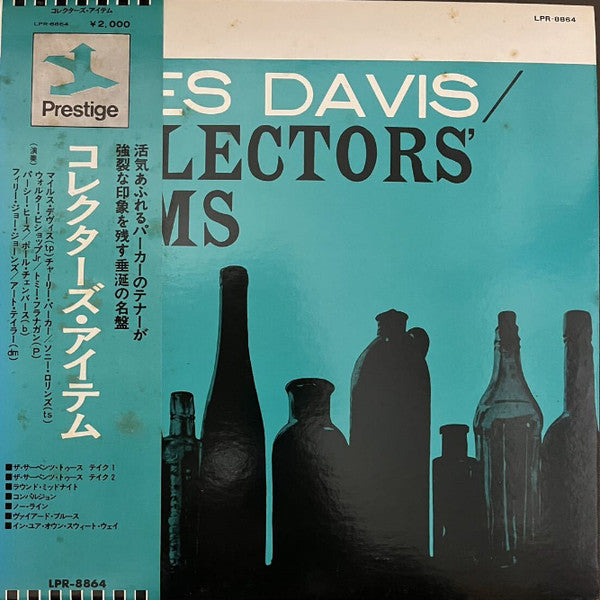 コレクターズ・アイテム
LPR-8864 ¥2,000
Prestige
コレクターズ・アイテム
活気あふれるパーカーのテナーが
強裂な印象を残す垂涎の名盤
(演奏)
マイルス・デヴィス(tp)チャーリー・パーカー/ソニー・ロリンズ(ts)
ウォルター・ビショップJr/トミー・フラナガン(P)
パーシー・ヒース、ポール・チェンバース(b)
フィリー・ジョー・ジョーンズ/アート・テイラー(dm)
■ザ・サーペンツ・トゥース テイク1
■ザ・サーペンツ・トゥース テイク2
■ラウンド・ミッドナイト
■コンパルジョン
■ノー・ライン
■ヴァイアード・ブルース
■イン・ユア・オウン・スウィート・ウェイ
LPR-8864
LPR-8864
ES DAVIS/
LECTORS'
MS